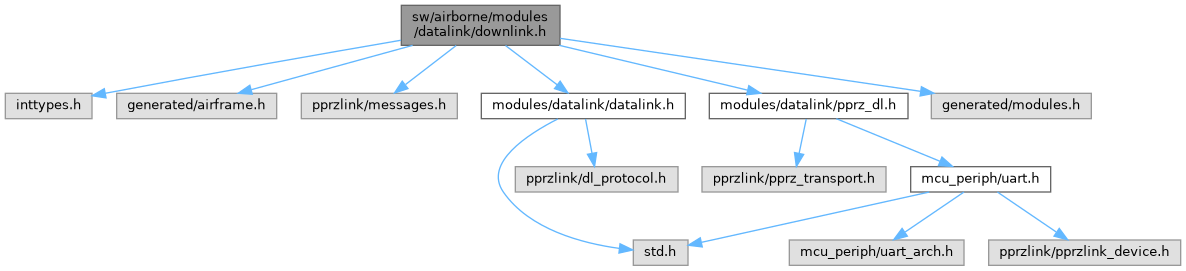 sw/airborne/modules
/datalink/downlink.h
inttypes.h
generated/airframe.h
pprzlink/messages.h
modules/datalink/datalink.h
modules/datalink/pprz_dl.h
generated/modules.h
pprzlink/dl_protocol.h
pprzlink/pprz_transport.h
mcu_periph/uart.h
std.h
mcu_periph/uart_arch.h
pprzlink/pprzlink_device.h